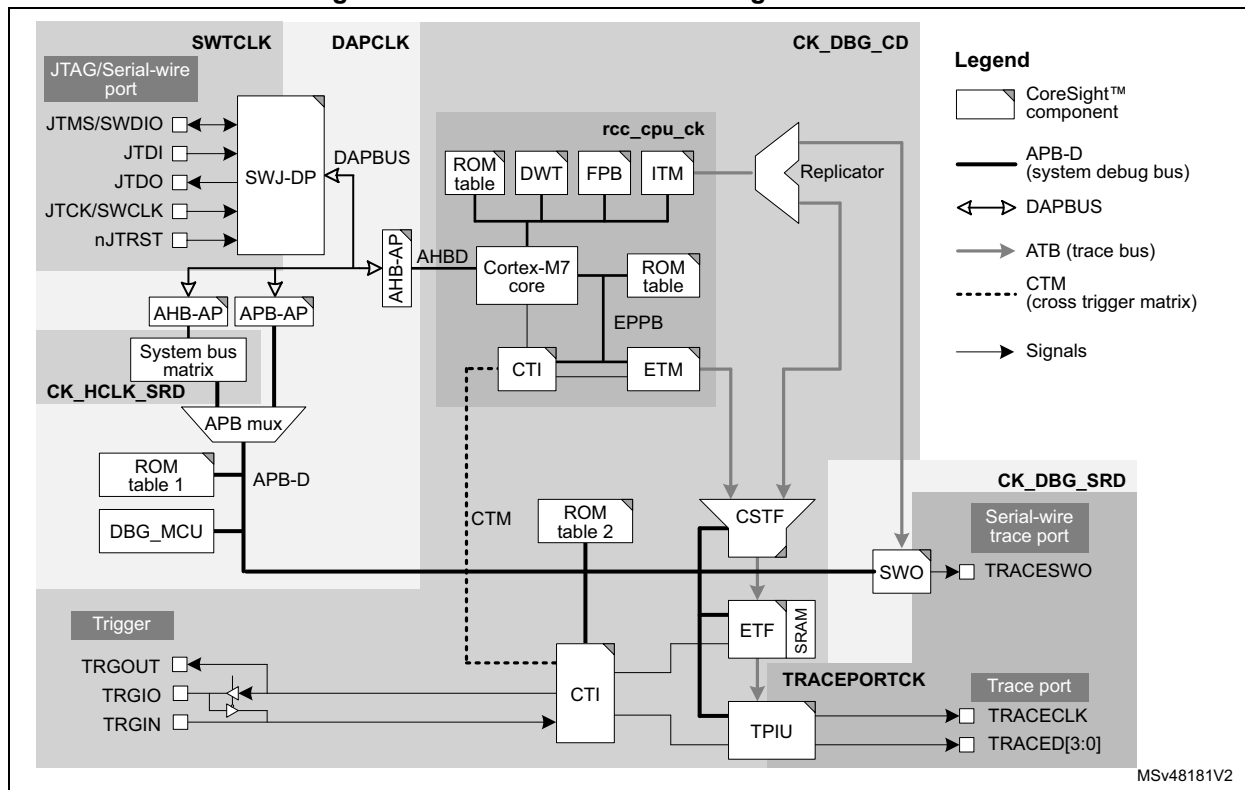 SWTCLK
DAPCLK
CK_DBG_CD
JTAG/Serial-wire
port
JTMS/SWDIO
JTDI
JTDO
JTCK/SWCLK
nJTRST
SWJ-DP
DAPBUS
rcc_cpu_ck
ROM
table
DWT
FPB
ITM
Replicator
AHB-AP
AHBD
Cortex-M7
core
ROM
table
EPPB
CTI
ETM
AHB-AP
APB-AP
System bus
matrix
CK_HCLK_SRD
APB mux
ROM
table 1
APB-D
DBG_MCU
CTM
ROM
table 2
CSTF
CK_DBG_SRD
Serial-wire
trace port
SWO
TRACESWO
ETF
SRAM
Trigger
TRGOUT
TRGIO
TRGIN
CTI
TRACEPORTCK
TPIU
Trace port
TRACECLK
TRACED[3:0]
Legend
CoreSight™
component
APB-D
(system debug bus)
DAPBUS
ATB (trace bus)
CTM
(cross trigger matrix)
Signals
MSv48181V2